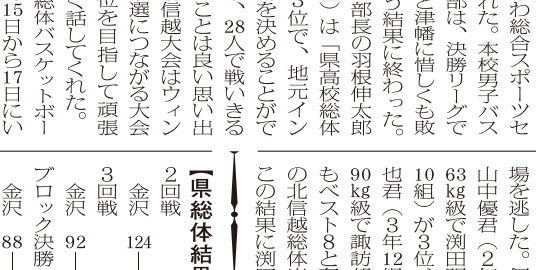 わ総合スポーツセ
れた。本校男子バス
部は、決勝リーグで
と津幡に惜しくも敗
う結果に終わった。
部長の羽根伸太郎
）は「県高校総体
３位で、地元イン
を決めることがで
、28人で戦いきる
ことは良い思い出
信越大会はウィン
選につながる大会
位を目指して頑張
く話してくれた。
総体バスケットボー
15日から17日にい
場を逃した。
山中優君（２
63kg級で渕田
10組）が３位
也君（３年12
90kg級で諏訪
もベスト８と
の北信越総体
この結果に渕
【県総体結果
２回戦
金沢 124 ―
３回戦
金沢 92 ―
ブロック決勝
金沢 88 ―